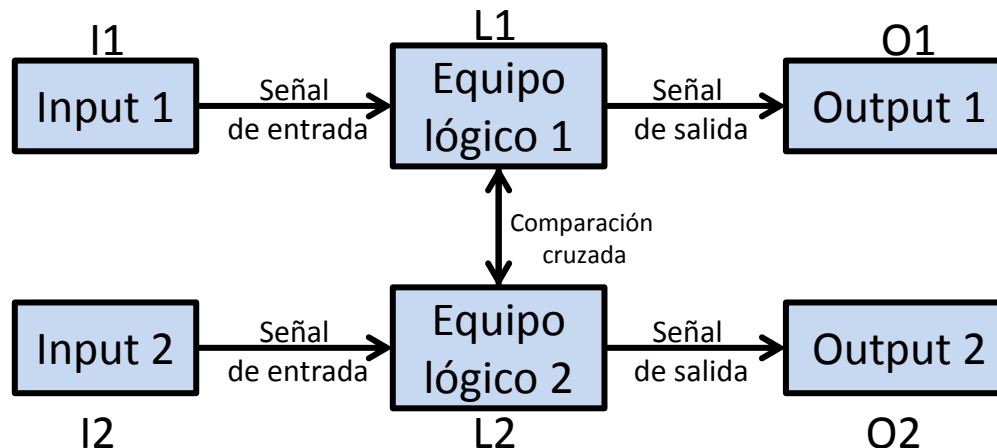 I1
L1
O1
Input 1
Señal
de entrada
Equipo
lógico 1
Señal
de salida
Output 1
Comparación
cruzada
Input 2
Señal
de entrada
Equipo
lógico 2
Señal
de salida
Output 2
I2
L2
O2